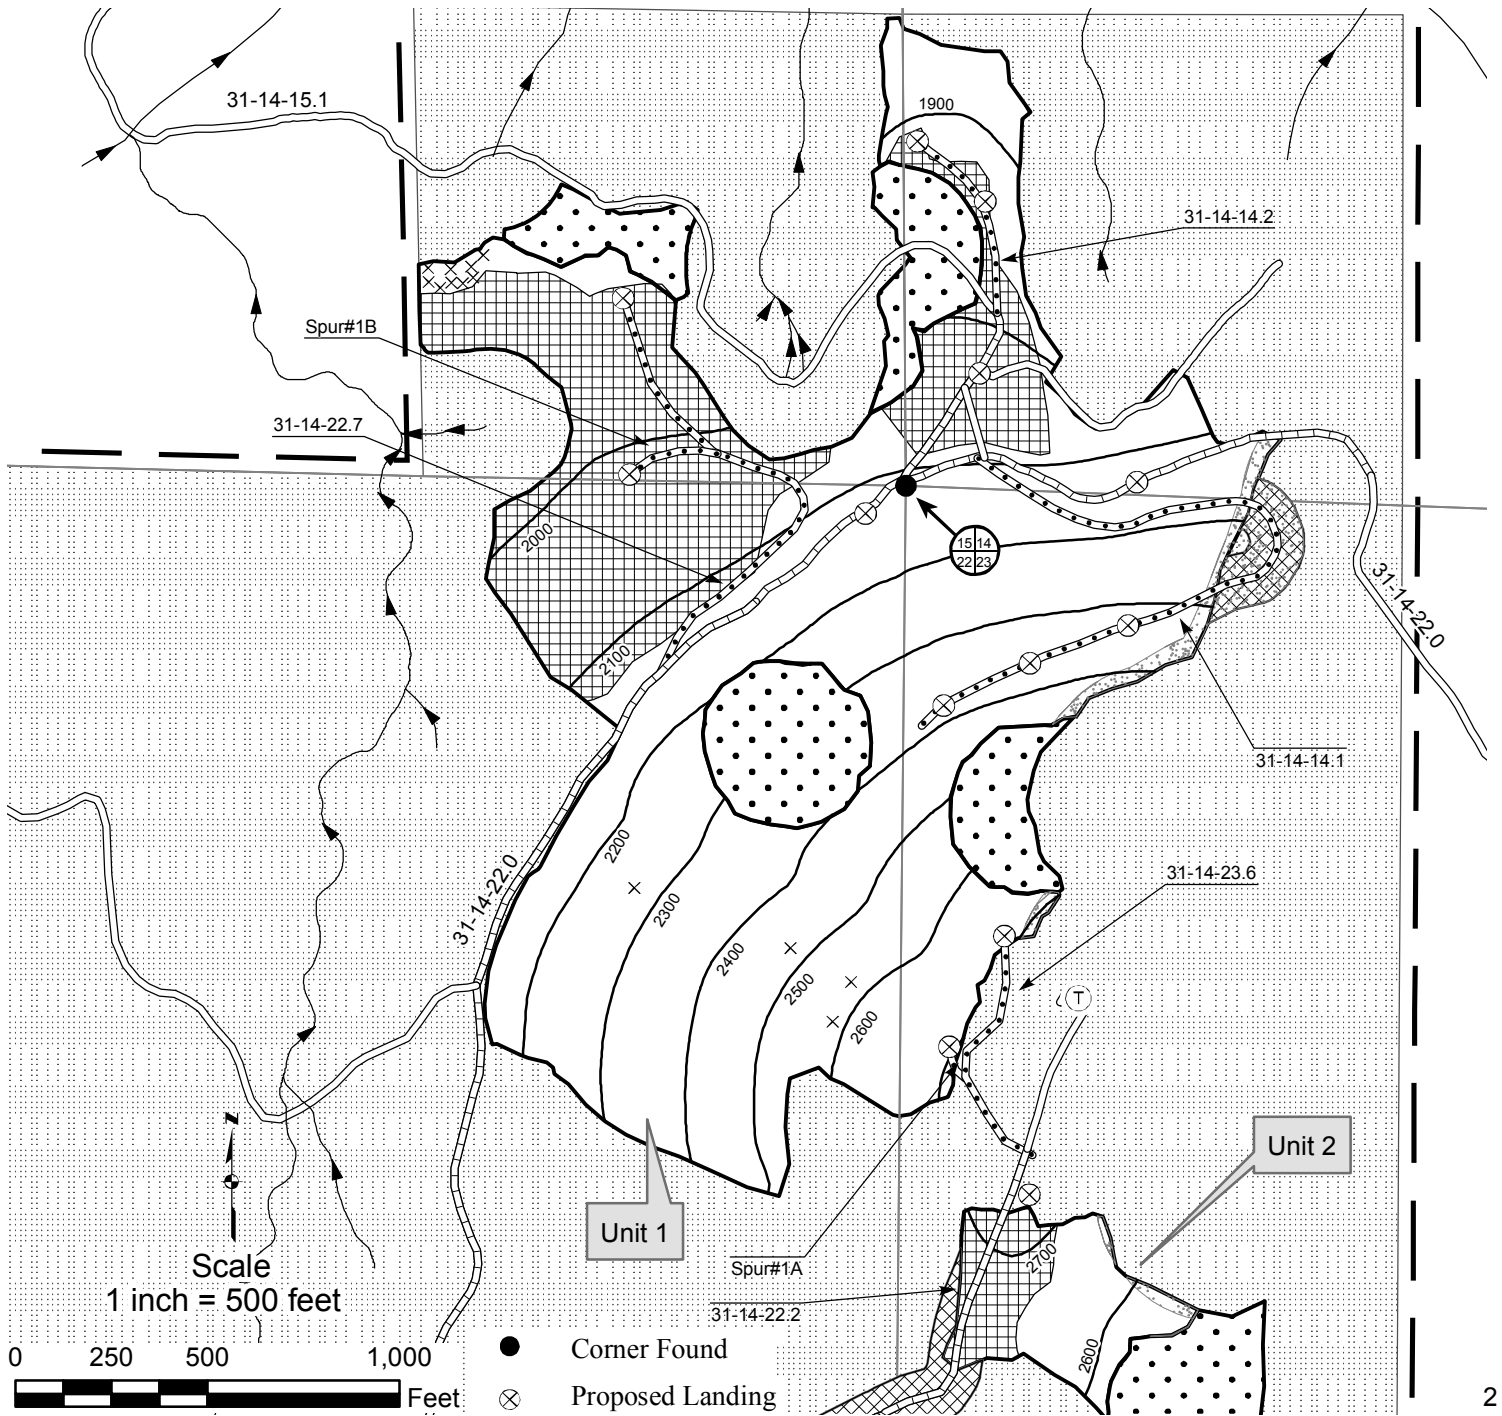 31-14-15.1
1900
31-14-14.2
Spur#1B
31-14-22.7
2000
15 14
22 23
31-14-22.0
2100
31-14-14.1
2200
2300
31-14-22.0
2400
2500
2600
31-14-23.6
T
Z
Unit 1
Unit 2
Spur#1A
2700
31-14-22.2
2600
Scale
1 inch = 500 feet
0 250 500 1,000
Feet
Corner Found
Proposed Landing
2